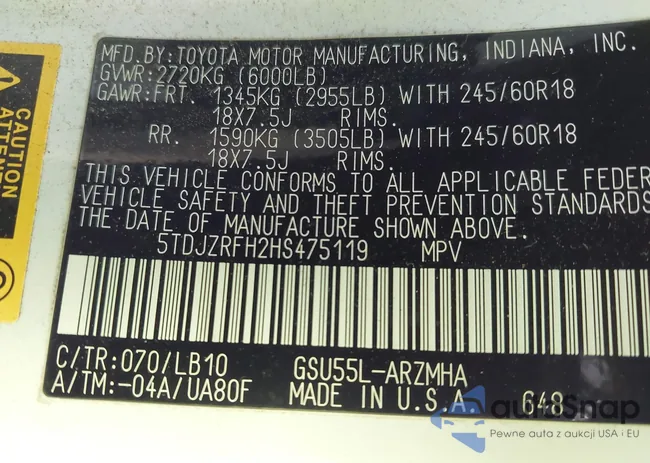 MFD.BY:TOYOTA MOTOR MANUFACTURING, INDIANA, INC.
GVWR:2720KG (6000LB)
GAWR:FRT. 1345KG (2955LB) WITH 245/60R18
18X7.5J RIMS.
RR. 1590KG (3505LB) WITH 245/60R18
18X7.5J RIMS.
THIS VEHICLE CONFORMS TO ALL APPLICABLE FEDER
VEHICLE SAFETY AND THEFT PREVENTION STANDARDS
THE DATE OF MANUFACTURE SHOWN ABOVE.
5TDJZRFH2HS475119 MPV
C/TR:070/LB10 GSU55L-ARZMHA
A/TM:-04A/UA80F MADE IN U.S.A 648
CAUTION
ATTENTION
autoSnap
Pewne auta z aukcji USA i EU